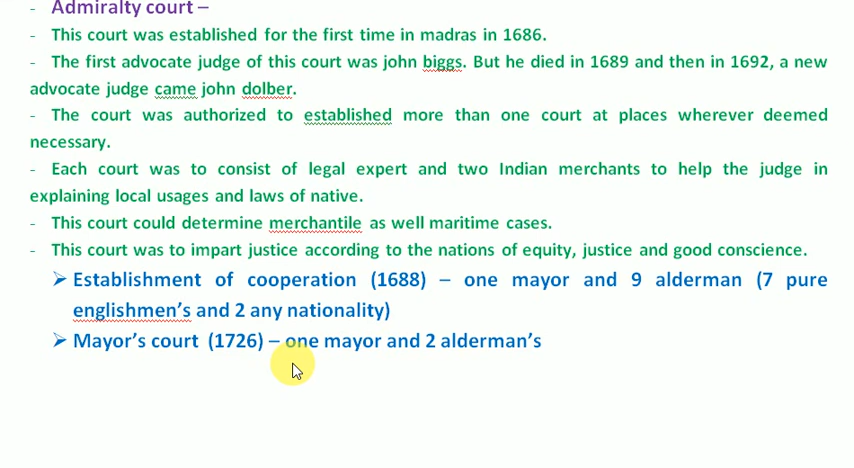 - Admiralty court –
- This court was established for the first time in madras in 1686.
- The first advocate judge of this court was john biggs. But he died in 1689 and then in 1692, a new
advocate judge came john dolber.
- The court was authorized to established more than one court at places wherever deemed
necessary.
- Each court was to consist of legal expert and two Indian merchants to help the judge in
explaining local usages and laws of native.
- This court could determine merchantile as well maritime cases.
- This court was to impart justice according to the nations of equity, justice and good conscience.
➢ Establishment of cooperation (1688) – one mayor and 9 alderman (7 pure
englishmen’s and 2 any nationality)
➢ Mayor’s court (1726) – one mayor and 2 alderman’s